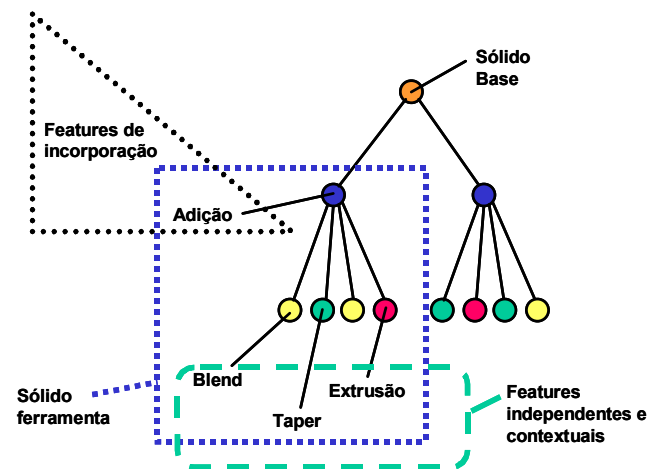 Sólido
Base
Features de
incorporação
Adição
Blend
Extrusão
Taper
Sólido
ferramenta
Features
independentes e
contextuais